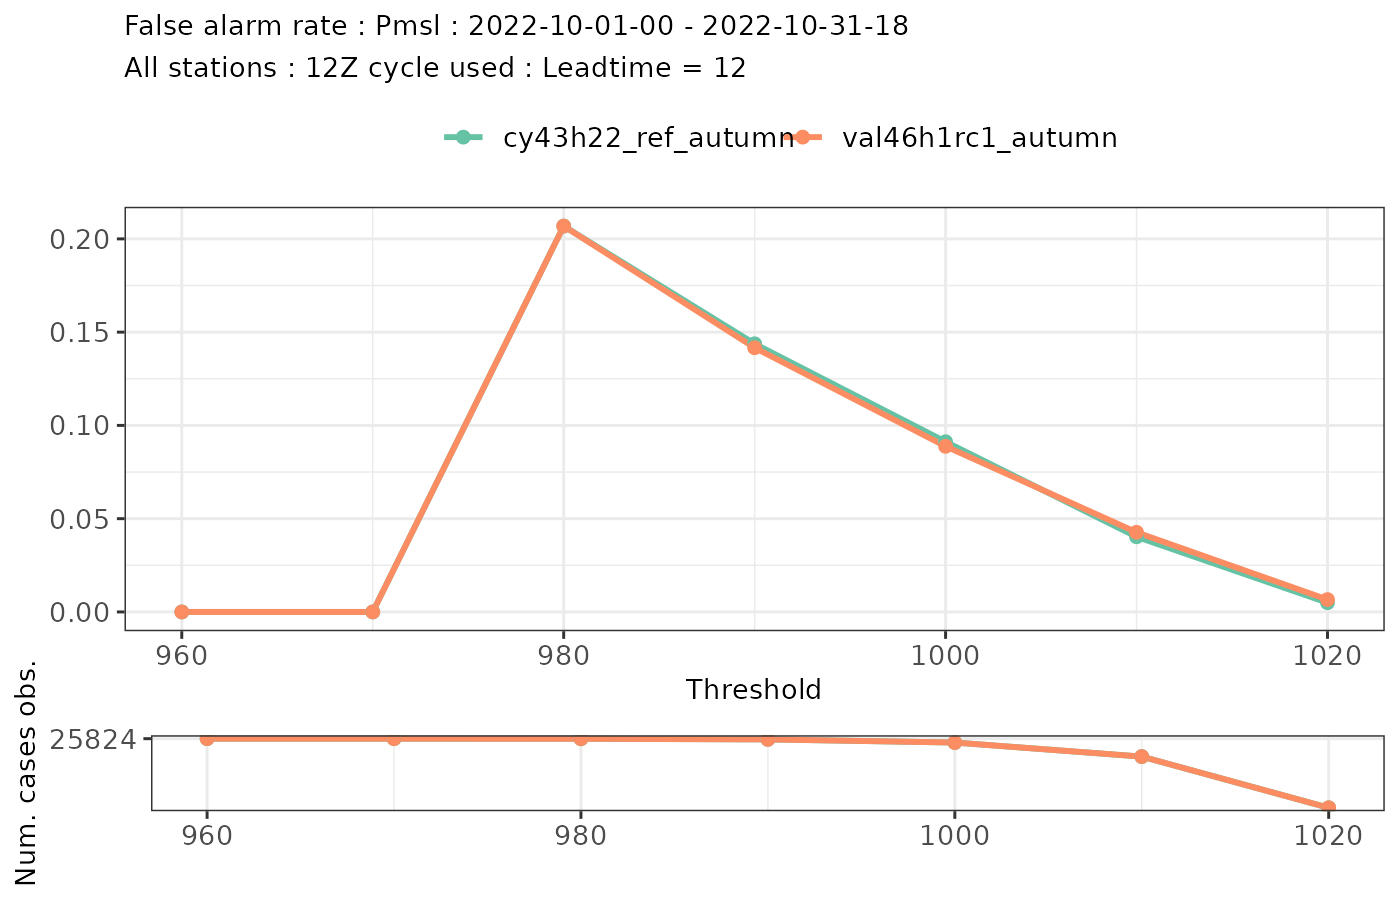 False alarm rate : Pmsl : 2022-10-01-00 - 2022-10-31-18
All stations : 12Z cycle used : Leadtime = 12
cy43h22_ref_autumn val46h1rc1_autumn
0.20
0.15
0.10
0.05
0.00
960 980 1000 1020
Threshold
Num. cases obs.
25824
960 980 1000 1020